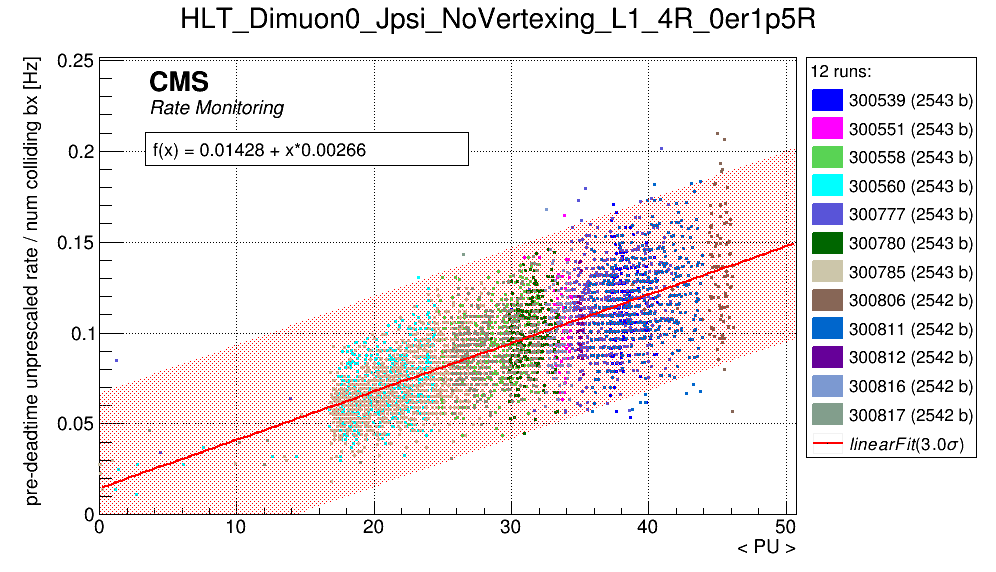 HLT_Dimuon0_Jpsi_NoVertexing_L1_4R_0er1p5R
pre-deadtime unprescaled rate / num colliding bx [Hz]
0.25
0.2
0.15
0.1
0.05
0
CMS
Rate Monitoring
f(x) = 0.01428 + x*0.00266
0 10 20 30 40 50
< PU >
12 runs:
300539 (2543 b)
300551 (2543 b)
300558 (2543 b)
300560 (2543 b)
300777 (2543 b)
300780 (2543 b)
300785 (2543 b)
300806 (2542 b)
300811 (2542 b)
300812 (2542 b)
300816 (2542 b)
300817 (2542 b)
linearFit(3.0σ)